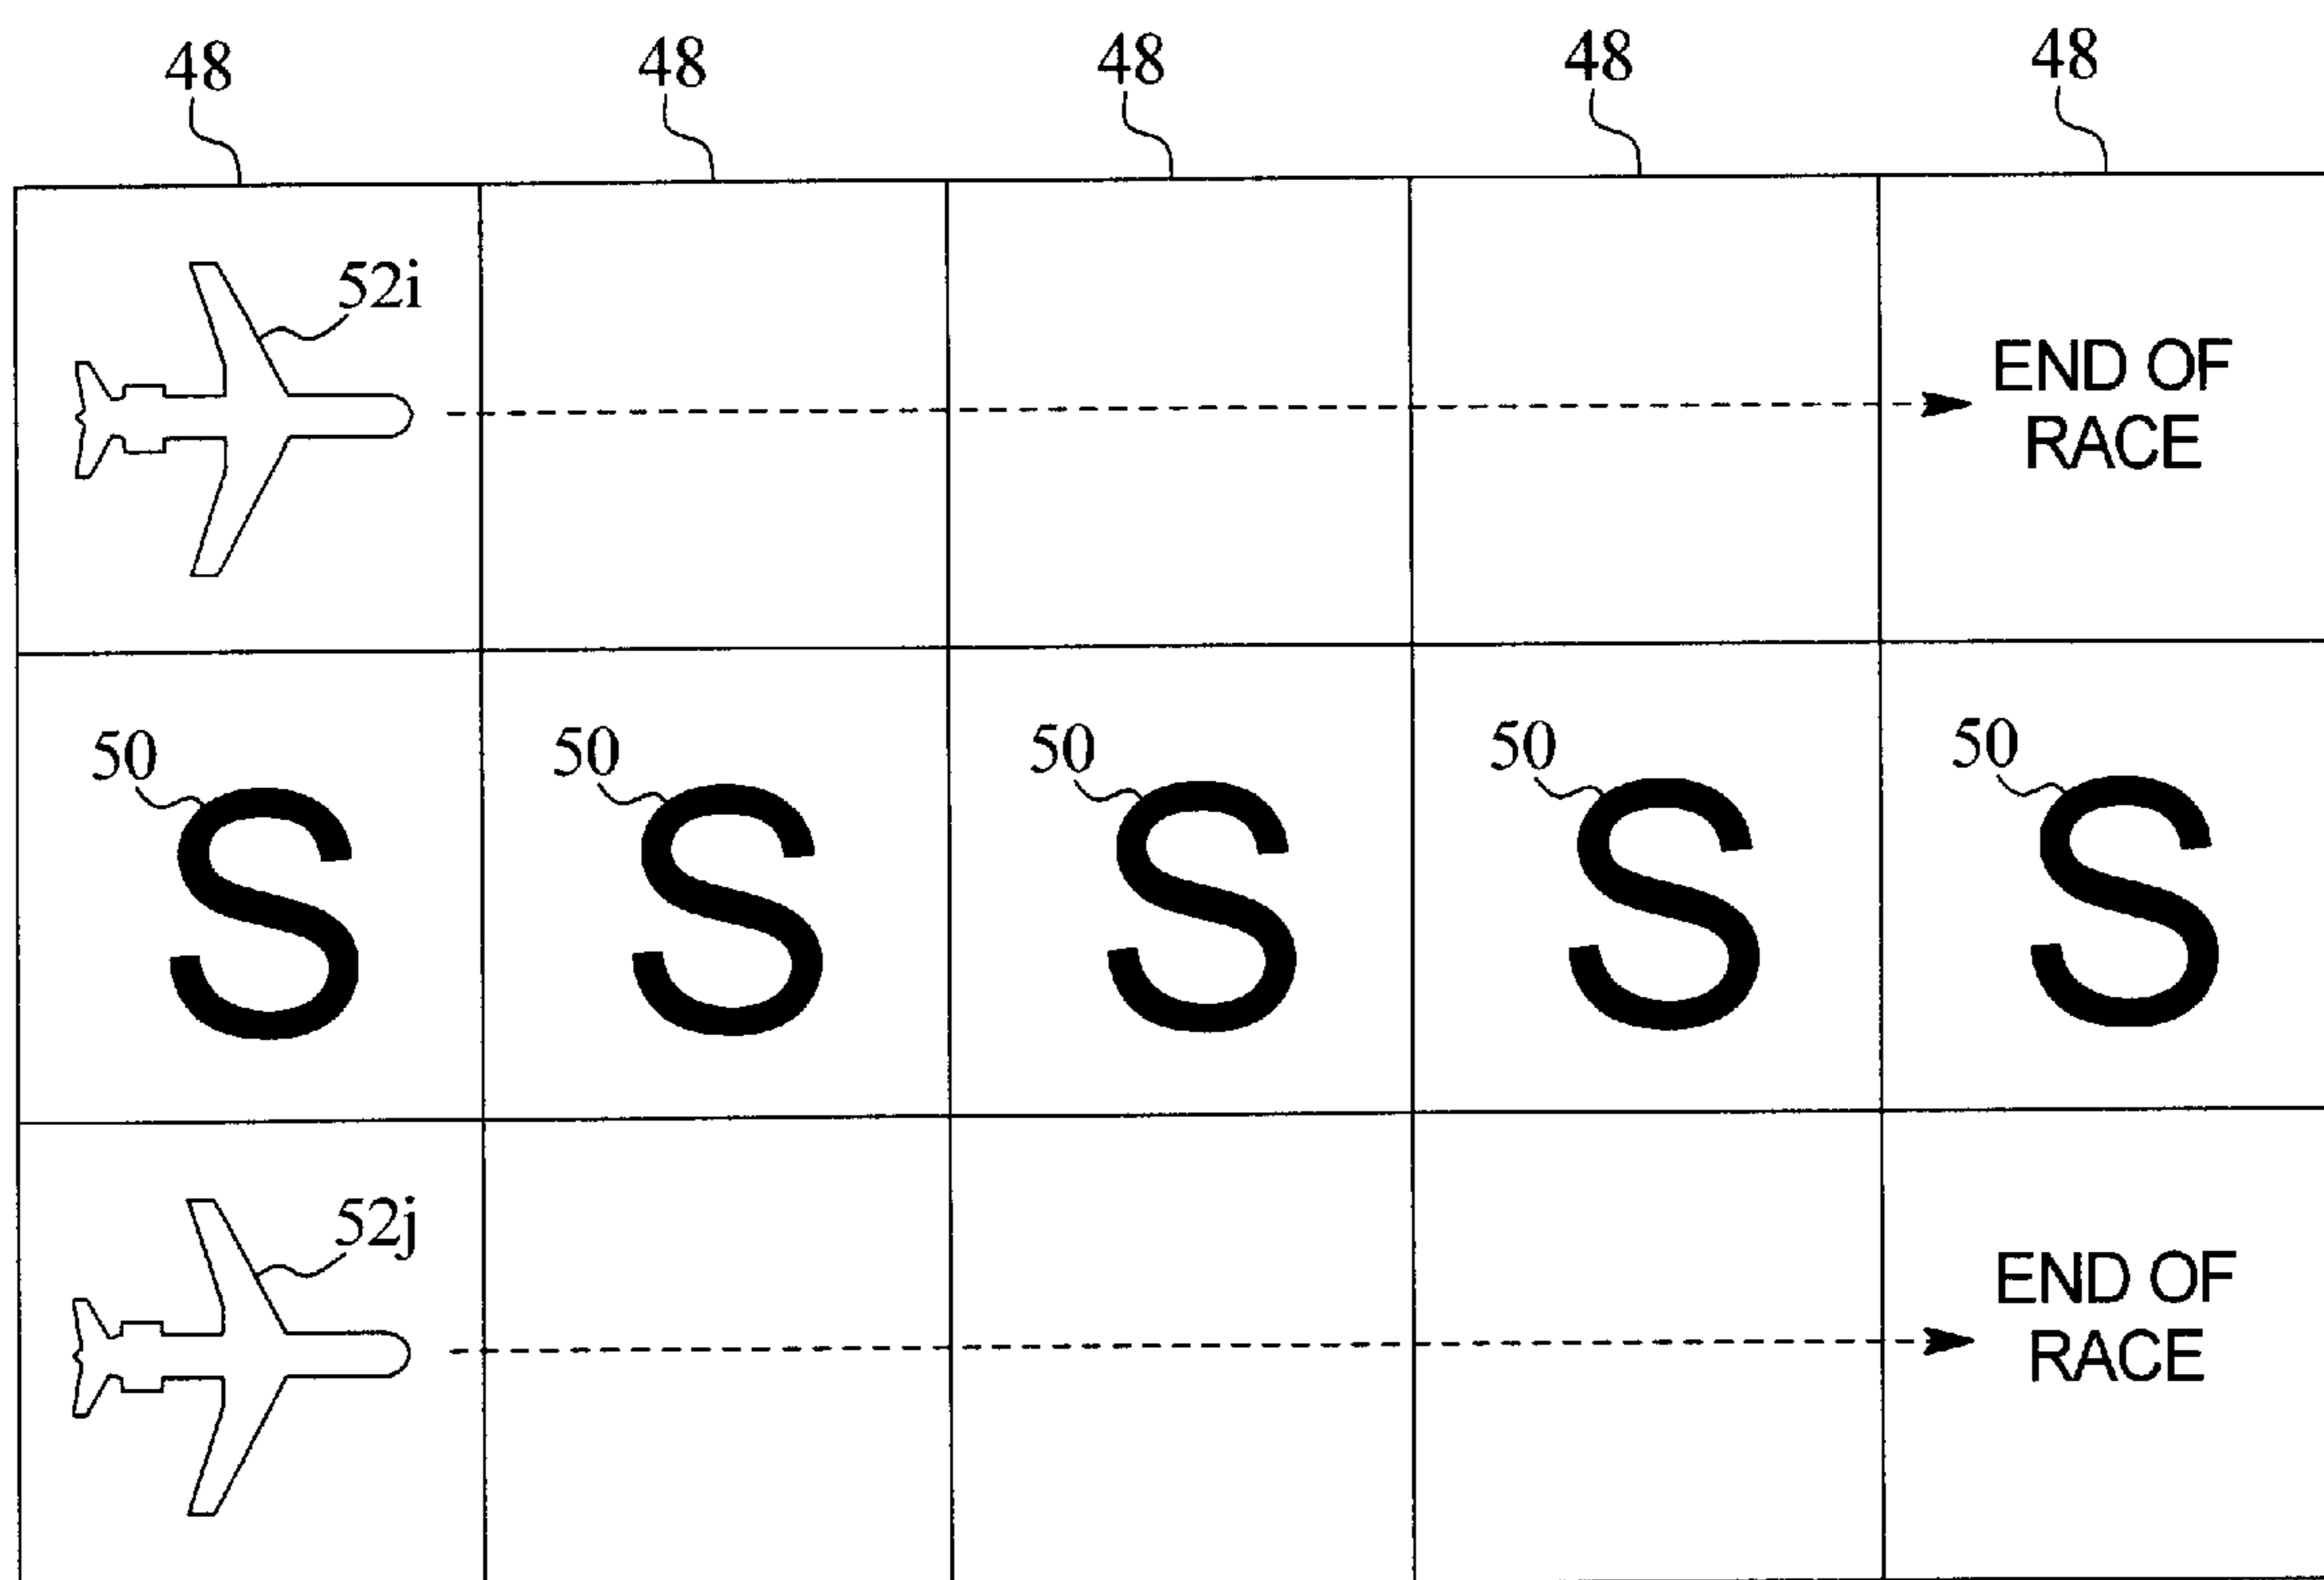 48 48 48 48 48
52i
END OF
RACE
50 50 50 50 50
S S S S S
52j
END OF
RACE